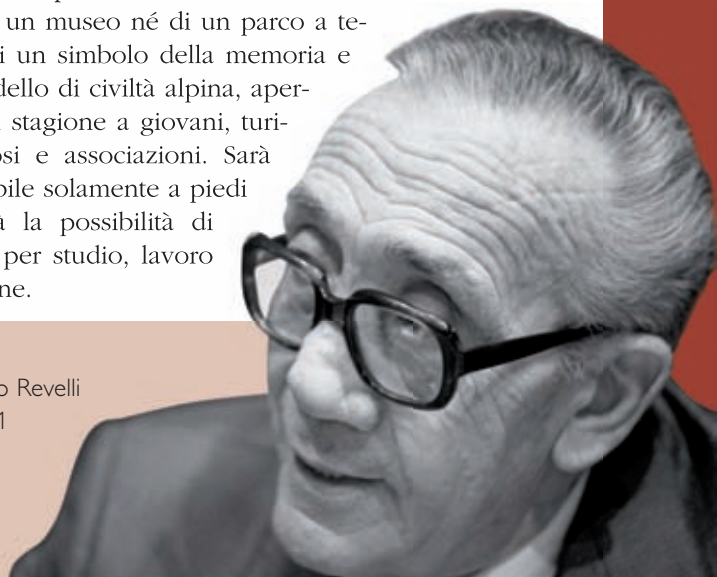 un museo né di un parco a te-
i un simbolo della memoria e
dello di civiltà alpina, aper-
stagione a giovani, turi-
si e associazioni. Sarà
bile solamente a piedi
à la possibilità di
per studio, lavoro
ne.
o Revelli
1